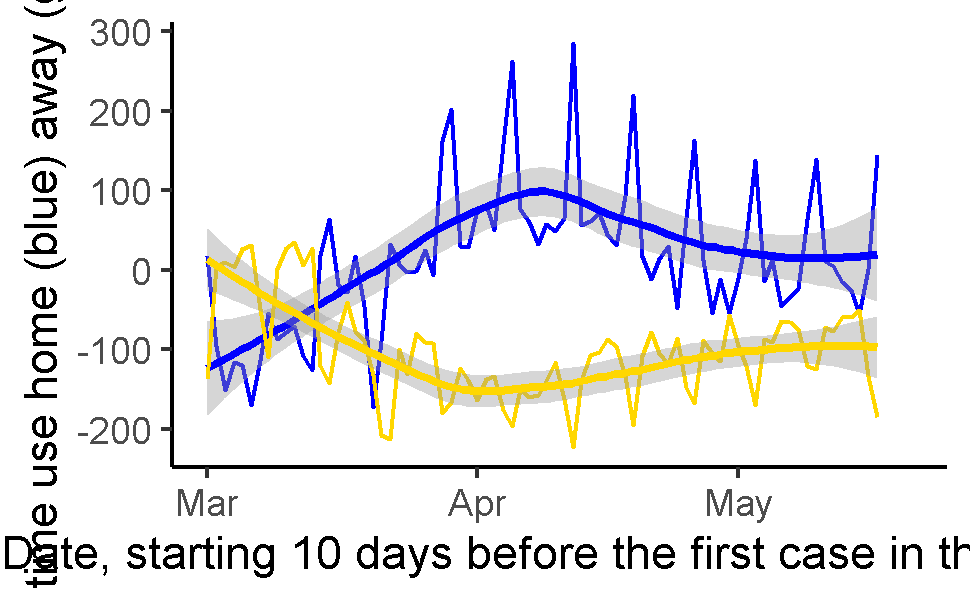 time use home (blue) away (
300
200
100
0
-100
-200
Mar Apr May
Date, starting 10 days before the first case in th